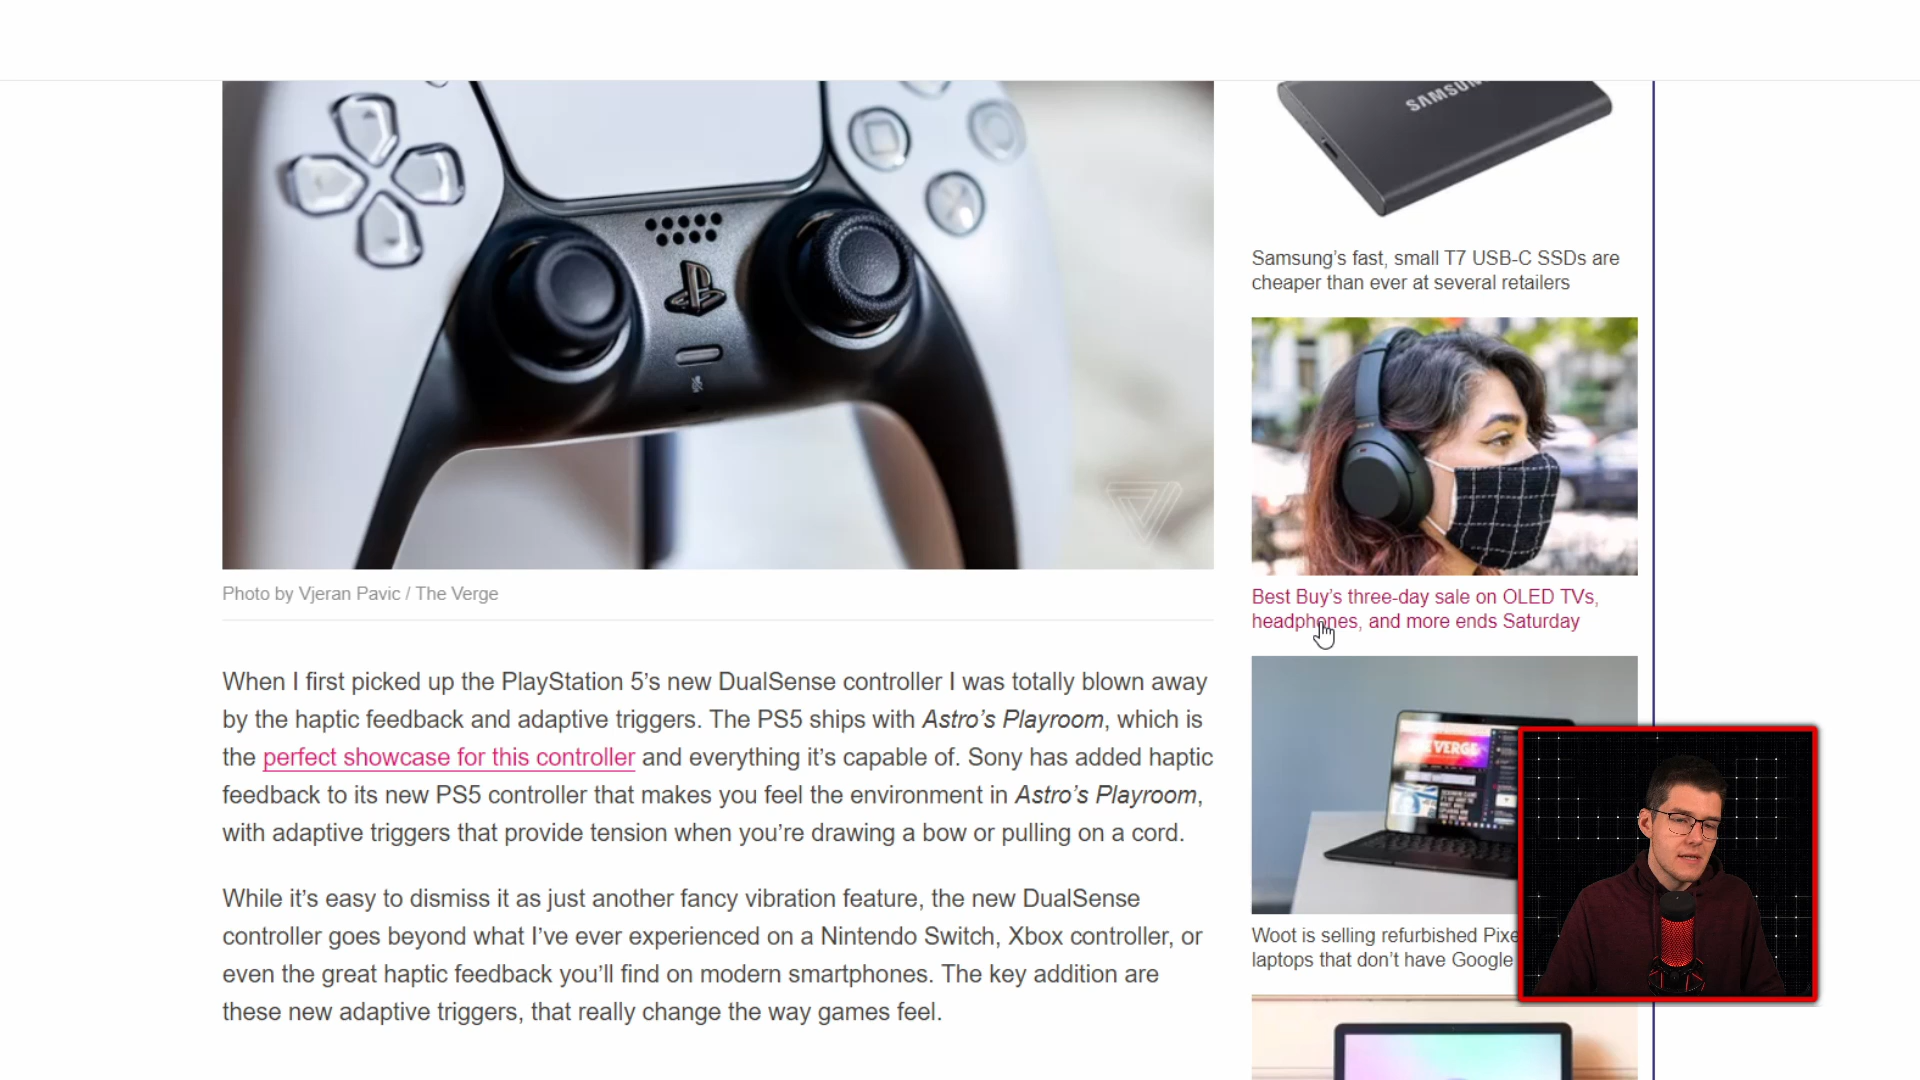 SAMSUN
Samsung's fast, small T7 USB-C SSDs are
cheaper than ever at several retailers
Photo by Vjeran Pavic / The Verge
Best Buy's three-day sale on OLED TVs,
headphones, and more ends Saturday
When I first picked up the PlayStation 5's new DualSense controller I was totally blown away
by the haptic feedback and adaptive triggers. The PS5 ships with Astro's Playroom, which is
the perfect showcase for this controller and everything it's capable of. Sony has added haptic
feedback to its new PS5 controller that makes you feel the environment in Astro's Playroom,
with adaptive triggers that provide tension when you're drawing a bow or pulling on a cord.
While it's easy to dismiss it as just another fancy vibration feature, the new DualSense
controller goes beyond what I've ever experienced on a Nintendo Switch, Xbox controller, or
even the great haptic feedback you'll find on modern smartphones. The key addition are
these new adaptive triggers, that really change the way games feel.
VERGE
Woot is selling refurbished Pixe
laptops that don't have Google